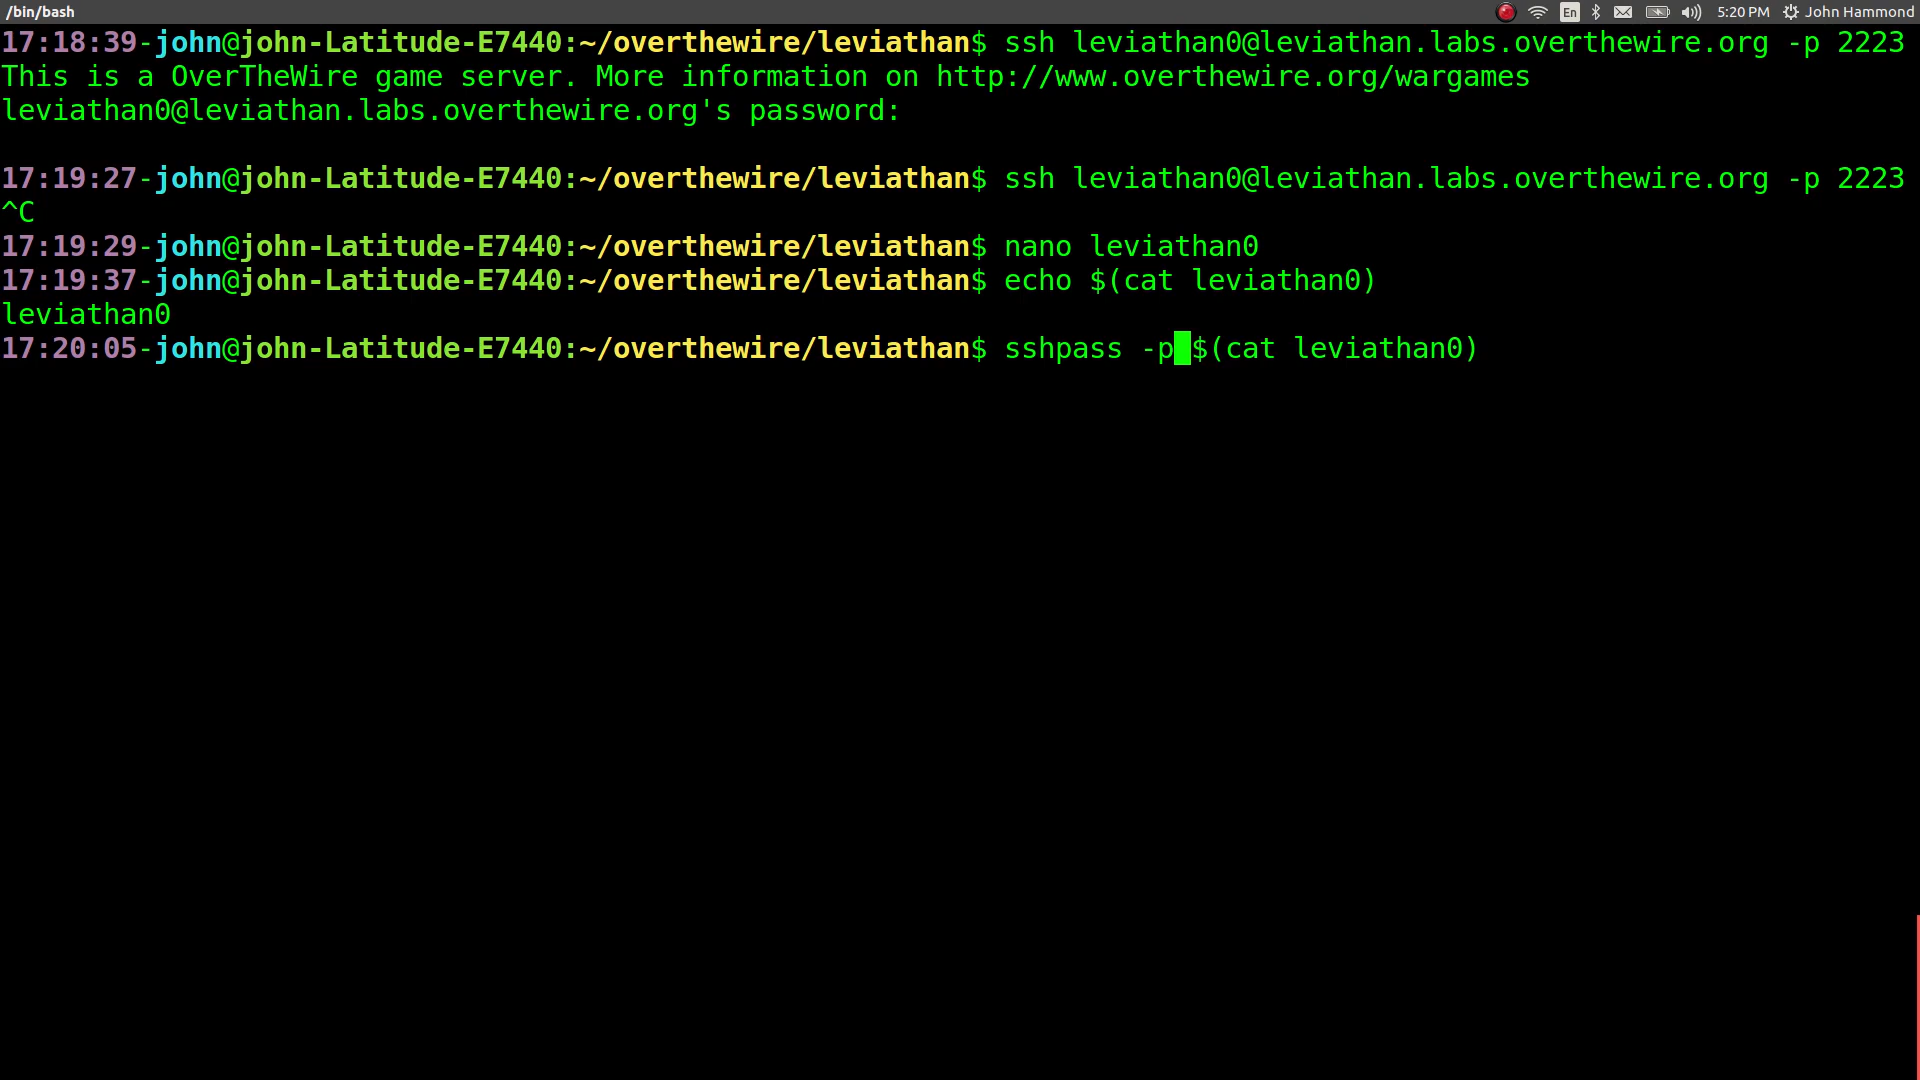 /bin/bash En 5:20 PM John Hammond
17:18:39-john@john-Latitude-E7440:~/overthewire/leviathan$ ssh leviathan0@leviathan.labs.overthewire.org -p 2223
This is a OverTheWire game server. More information on http://www.overthewire.org/wargames
leviathan0@leviathan.labs.overthewire.org's password:
17:19:27-john@john-Latitude-E7440:~/overthewire/leviathan$ ssh leviathan0@leviathan.labs.overthewire.org -p 2223
^C
17:19:29-john@john-Latitude-E7440:~/overthewire/leviathan$ nano leviathan0
17:19:37-john@john-Latitude-E7440:~/overthewire/leviathan$ echo $(cat leviathan0)
leviathan0
17:20:05-john@john-Latitude-E7440:~/overthewire/leviathan$ sshpass -p $(cat leviathan0)